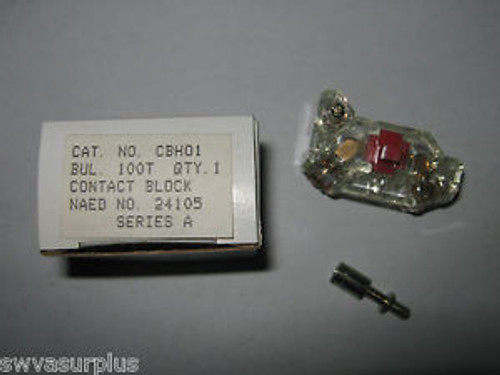 CAT. NO. CBH01
BUL. 100T QTY.1
CONTACT BLOCK
NAED NO. 24105
SERIES A
swvasurplus